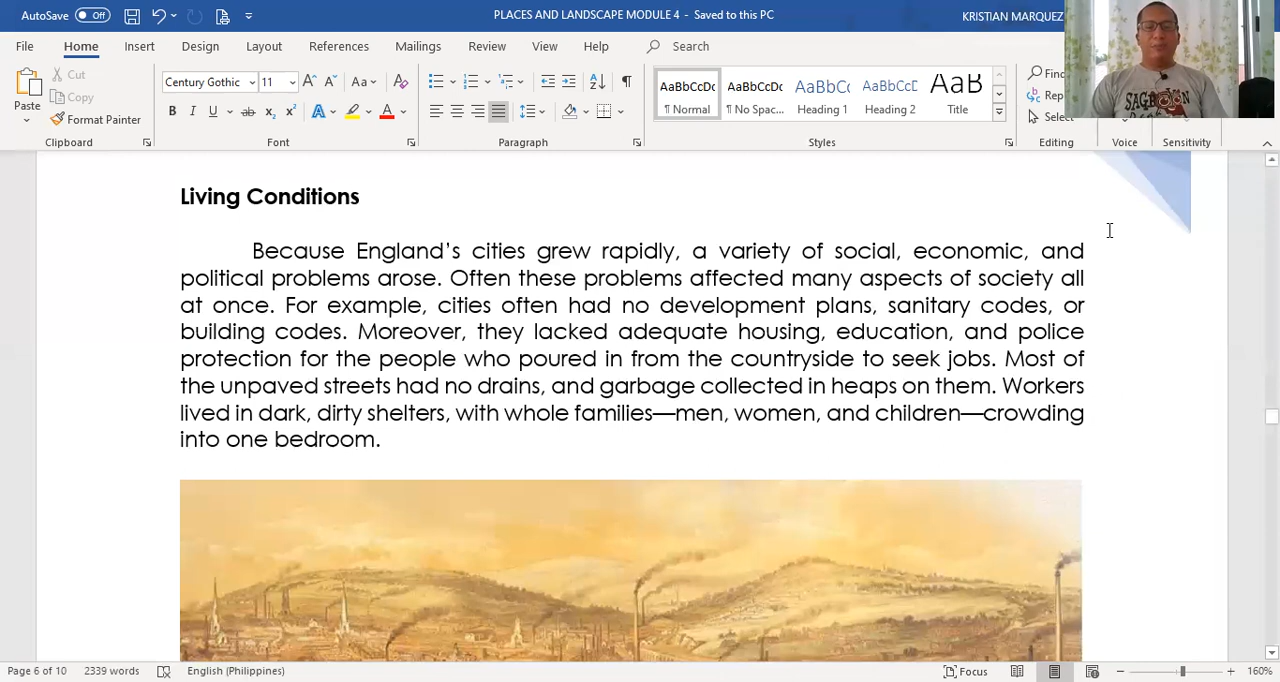 AutoSave Off PLACES AND LANDSCAPE MODULE 4 - Saved to this PC KRISTIAN MARQUEZ
File Home Insert Design Layout References Mailings Review View Help Search
Paste
Cut
Copy
Format Painter
Century Gothic 11
AaBbCcDc AaBbCcDc AaBbCc AaBbCcD AaB
¶ Normal ¶ No Spac... Heading 1 Heading 2 Title
Find
Rep
Select
Clipboard Font Paragraph Styles Editing Voice Sensitivity
Living Conditions
Because England's cities grew rapidly, a variety of social, economic, and
political problems arose. Often these problems affected many aspects of society all
at once. For example, cities often had no development plans, sanitary codes, or
building codes. Moreover, they lacked adequate housing, education, and police
protection for the people who poured in from the countryside to seek jobs. Most of
the unpaved streets had no drains, and garbage collected in heaps on them. Workers
lived in dark, dirty shelters, with whole families—men, women, and children—crowding
into one bedroom.
Page 6 of 10 2339 words English (Philippines) Focus 160%